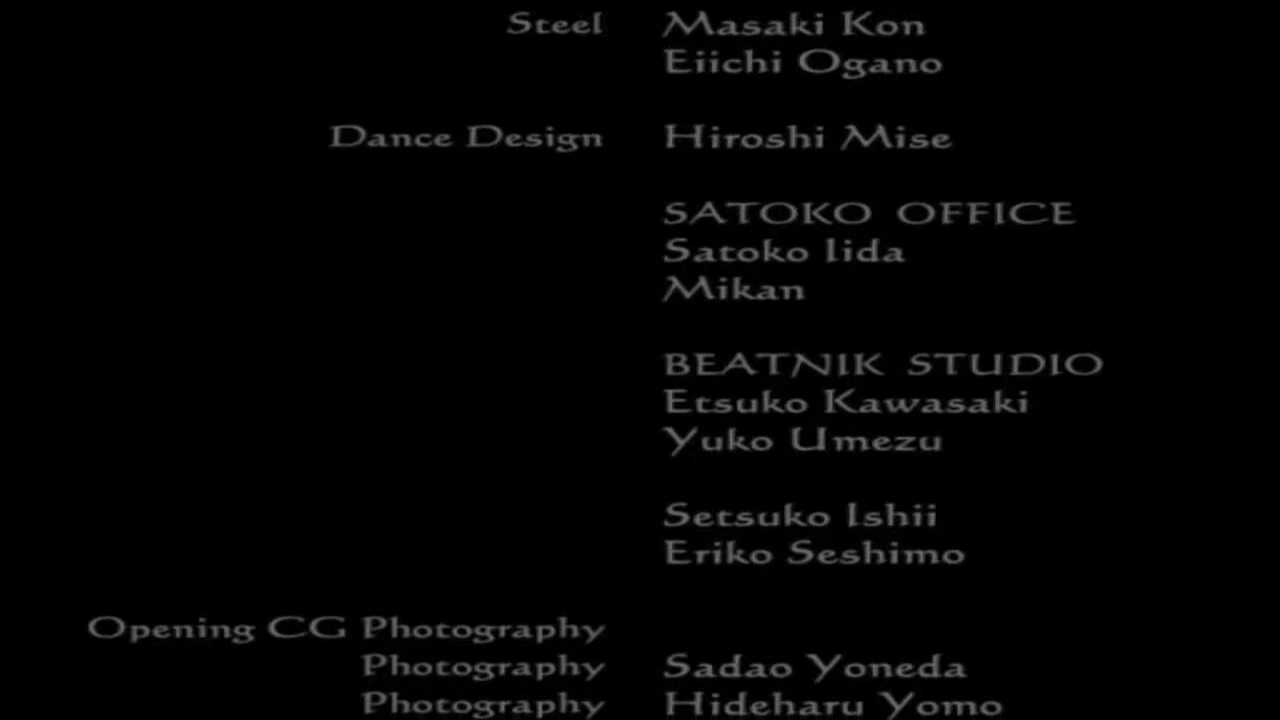 Steel Masaki Kon
Eiichi Ogano
Dance Design Hiroshi Mise
SATOKO OFFICE
Satoko Iida
Mikan
BEATNIK STUDIO
Etsuko Kawasaki
Yuko Umezu
Setsuko Ishii
Eriko Seshimo
Opening CG Photography
Photography Sadao Yoneda
Photography Hideharu Yomo